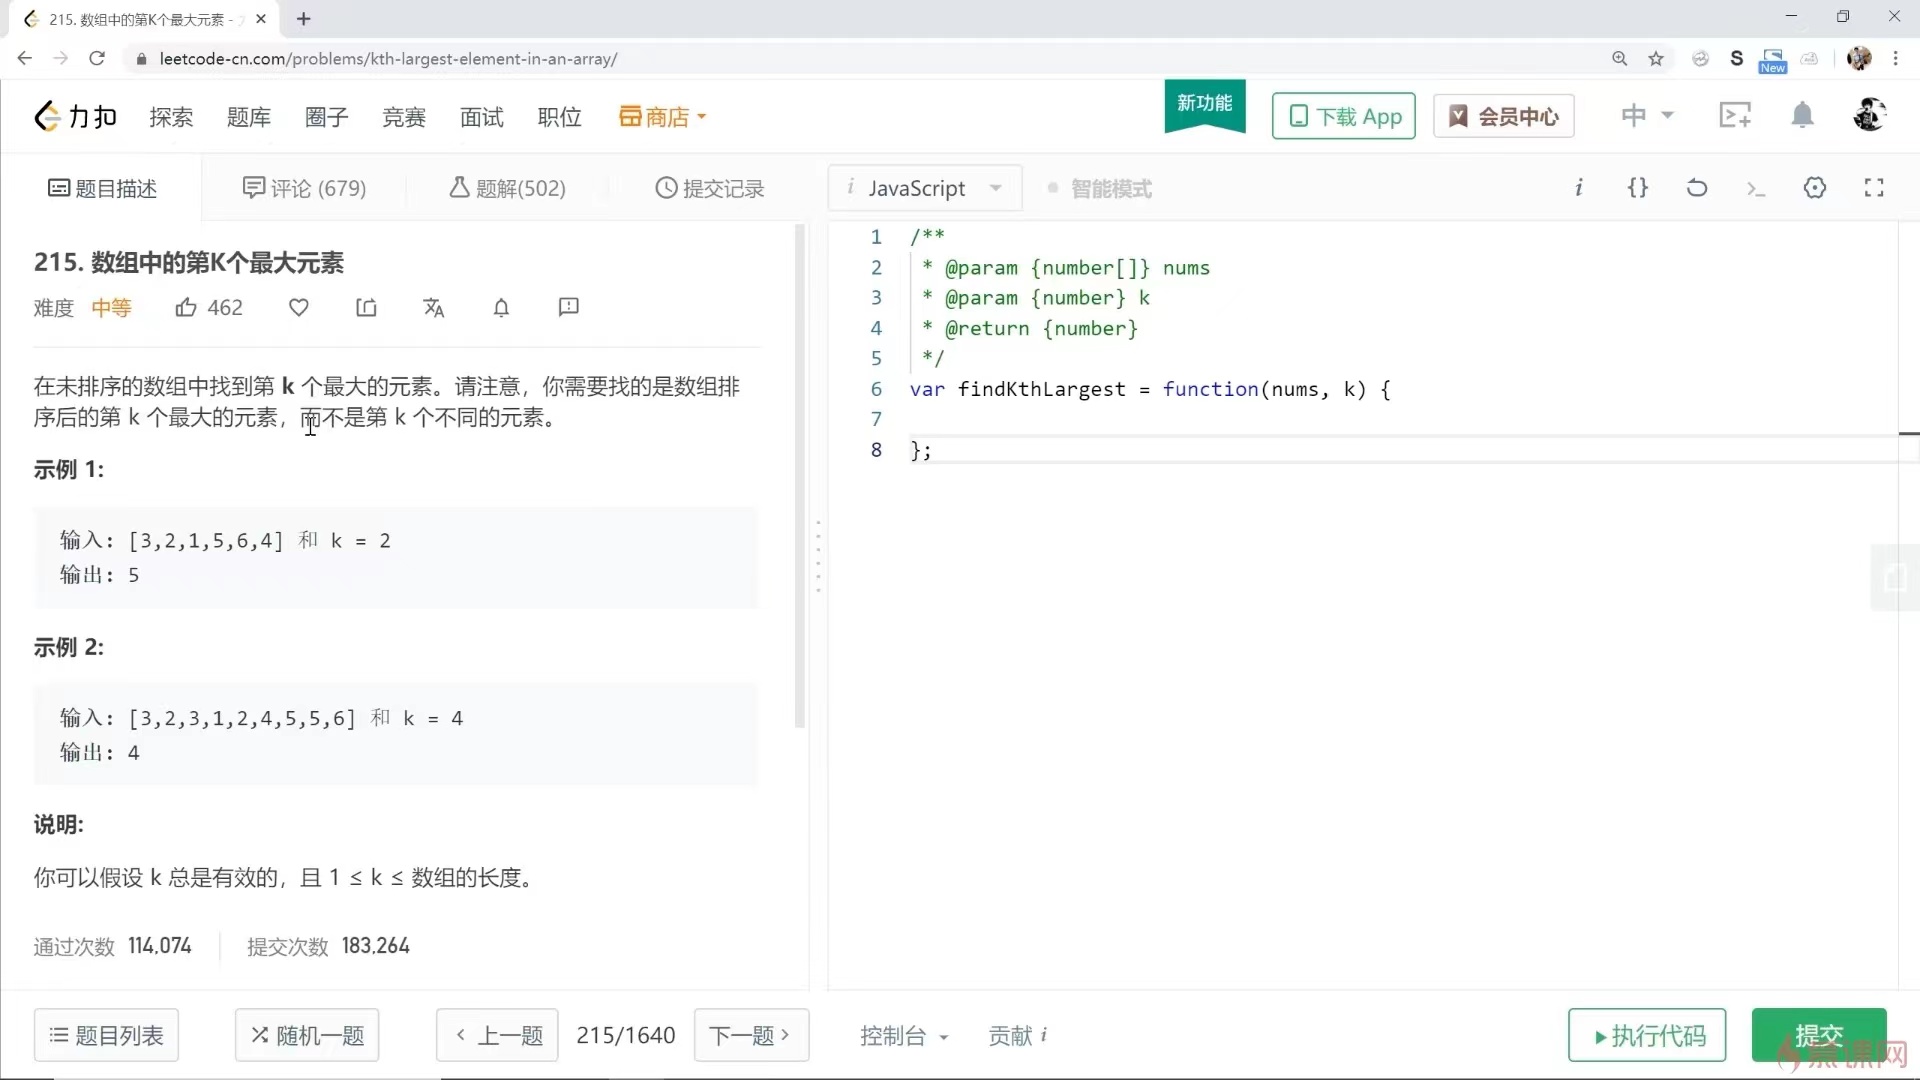 215. 数组中的第K个最大元素 -
leetcode-cn.com/problems/kth-largest-element-in-an-array/
S
New
力扣
探索
题库
圈子
竞赛
面试
职位
商店
新功能
下载 App
会员中心
中
题目描述
评论 (679)
题解(502)
提交记录
i JavaScript
智能模式
i {} >_
215. 数组中的第K个最大元素
难度 中等 462
在未排序的数组中找到第 k 个最大的元素。请注意，你需要找的是数组排
序后的第 k 个最大的元素，而不是第 k 个不同的元素。
示例 1:
输入: [3,2,1,5,6,4] 和 k = 2
输出: 5
示例 2:
输入: [3,2,3,1,2,4,5,5,6] 和 k = 4
输出: 4
说明:
你可以假设 k 总是有效的，且 1 ≤ k ≤ 数组的长度。
通过次数 114,074 提交次数 183,264
1 /**
2 * @param {number[]} nums
3 * @param {number} k
4 * @return {number}
5 */
6 var findKthLargest = function(nums, k) {
7
8 };
题目列表
随机一题
< 上一题
215/1640
下一题 >
控制台
贡献 i
执行代码
提交
慕课网